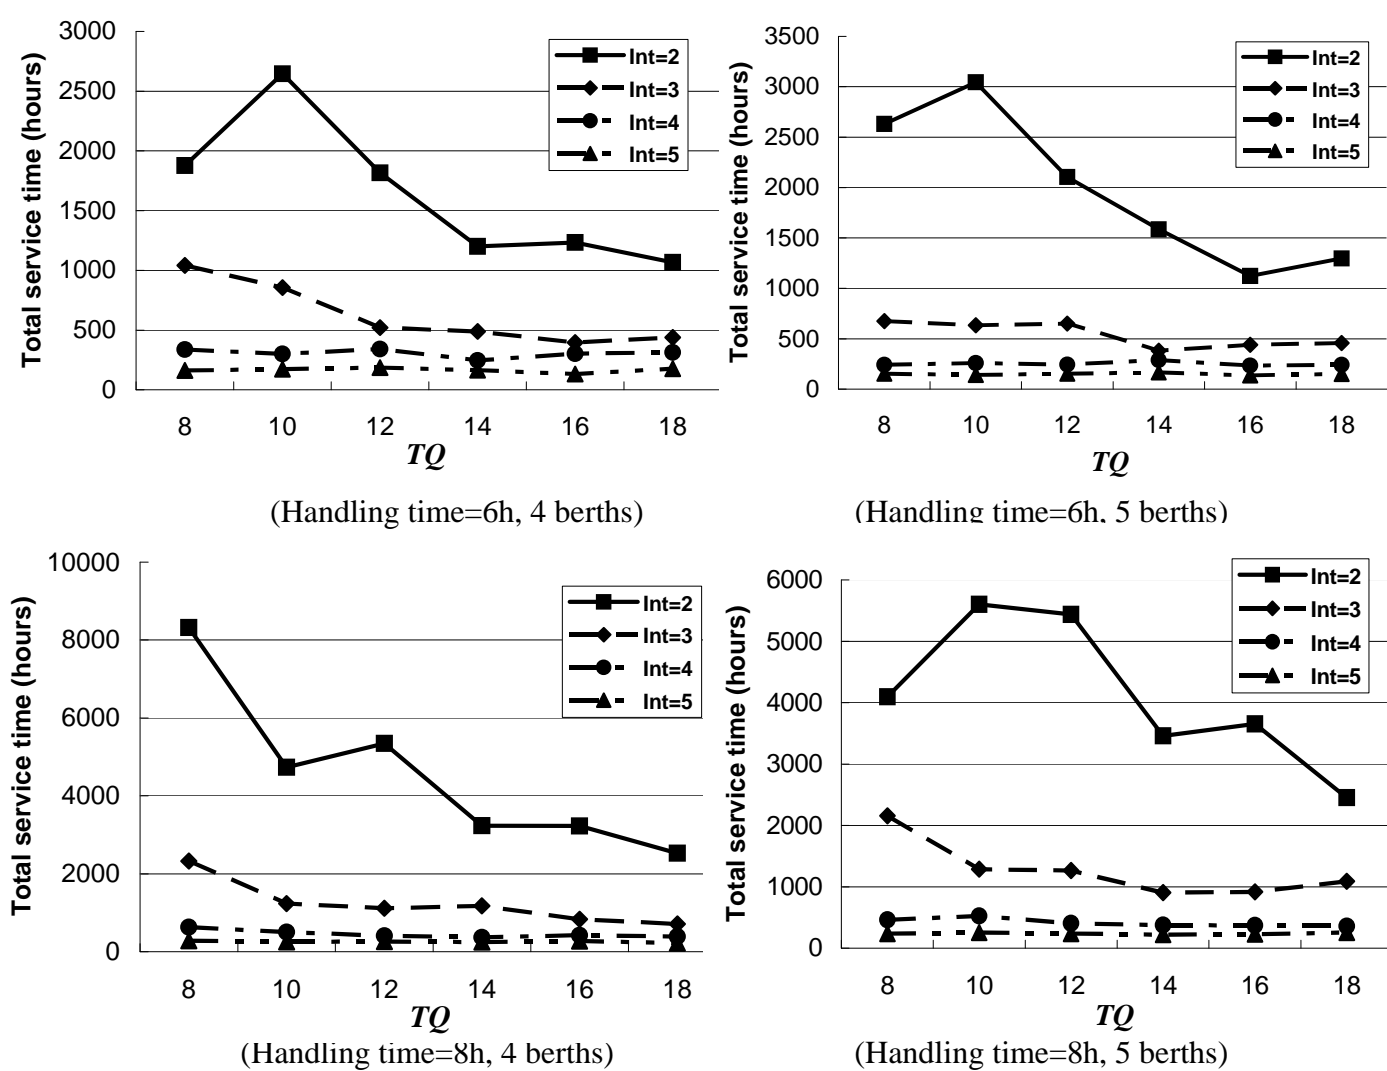 Total service time (hours)
3000
2500
2000
1500
1000
500
0
8 10 12 14 16 18
TQ
Int=2
Int=3
Int=4
Int=5
(Handling time=6h, 4 berths)
Total service time (hours)
3500
3000
2500
2000
1500
1000
500
0
8 10 12 14 16 18
TQ
Int=2
Int=3
Int=4
Int=5
(Handling time=6h, 5 berths)
Total service time (hours)
10000
8000
6000
4000
2000
0
8 10 12 14 16 18
TQ
Int=2
Int=3
Int=4
Int=5
(Handling time=8h, 4 berths)
Total service time (hours)
6000
5000
4000
3000
2000
1000
0
8 10 12 14 16 18
TQ
Int=2
Int=3
Int=4
Int=5
(Handling time=8h, 5 berths)